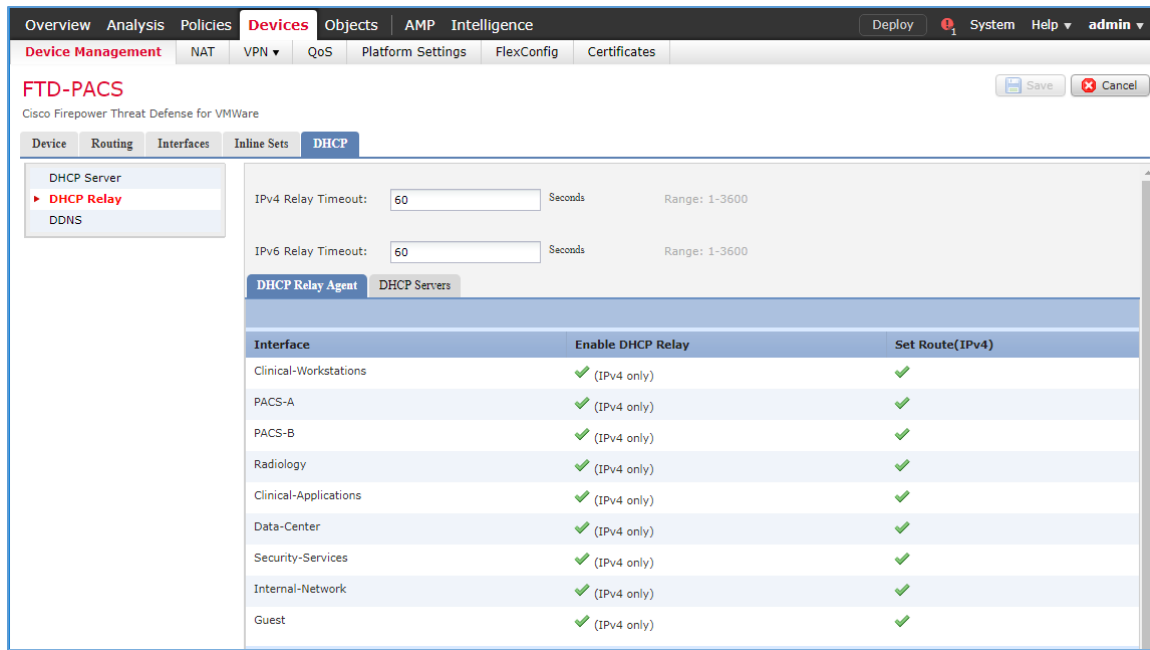 Overview Analysis Policies Devices Objects AMP Intelligence Deploy 1 System Help admin
Device Management NAT VPN QoS Platform Settings FlexConfig Certificates
FTD-PACS Save Cancel
Cisco Firepower Threat Defense for VMWare
Device Routing Interfaces Inline Sets DHCP
DHCP Server
DHCP Relay
DDNS
IPv4 Relay Timeout: 60 Seconds Range: 1-3600
IPv6 Relay Timeout: 60 Seconds Range: 1-3600
DHCP Relay Agent DHCP Servers
Interface Enable DHCP Relay Set Route(IPv4)
Clinical-Workstations (IPv4 only)
PACS-A (IPv4 only)
PACS-B (IPv4 only)
Radiology (IPv4 only)
Clinical-Applications (IPv4 only)
Data-Center (IPv4 only)
Security-Services (IPv4 only)
Internal-Network (IPv4 only)
Guest (IPv4 only)